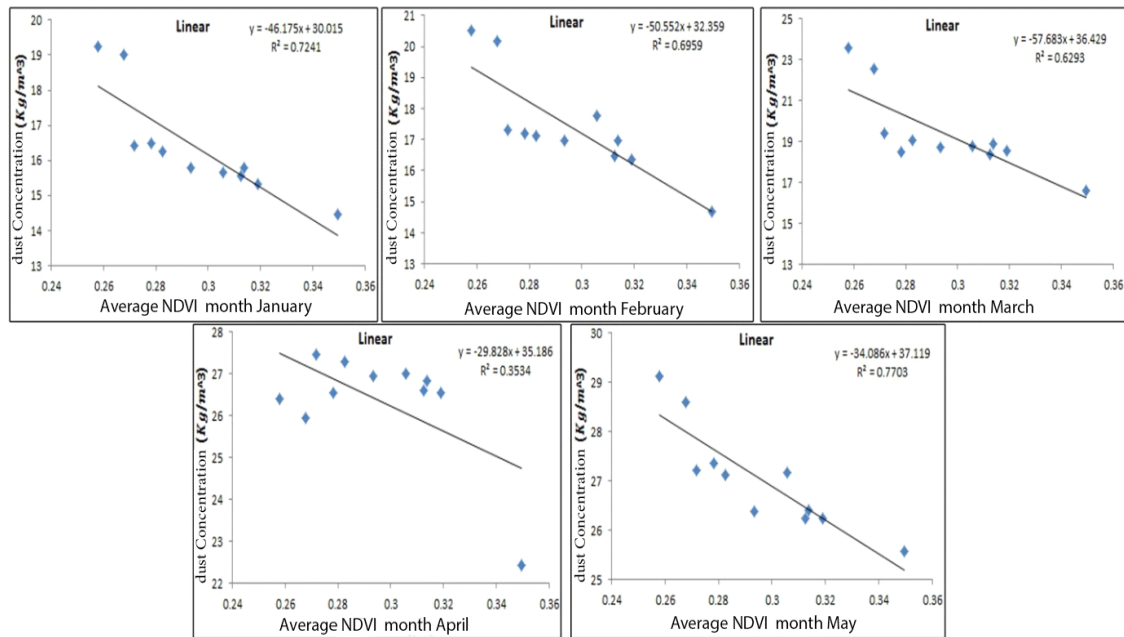 Linear
y = -46.175x + 30.015
R² = 0.7241
dust Concentration (Kg/m^3)
20
19
18
17
16
15
14
13
0.24 0.26 0.28 0.3 0.32 0.34 0.36
Average NDVI month January
Linear
y = -50.552x + 32.359
R² = 0.6959
dust Concentration (Kg/m^3)
21
20
19
18
17
16
15
14
13
0.24 0.26 0.28 0.3 0.32 0.34 0.36
Average NDVI month February
Linear
y = -57.683x + 36.429
R² = 0.6293
dust Concentration (Kg/m^3)
25
23
21
19
17
15
13
0.24 0.26 0.28 0.3 0.32 0.34 0.36
Average NDVI month March
Linear
y = -29.828x + 35.186
R² = 0.3534
dust Concentration (Kg/m^3)
28
27
26
25
24
23
22
0.24 0.26 0.28 0.3 0.32 0.34 0.36
Average NDVI month April
Linear
y = -34.086x + 37.119
R² = 0.7703
dust Concentration (Kg/m^3)
30
29
28
27
26
25
0.24 0.26 0.28 0.3 0.32 0.34 0.36
Average NDVI month May